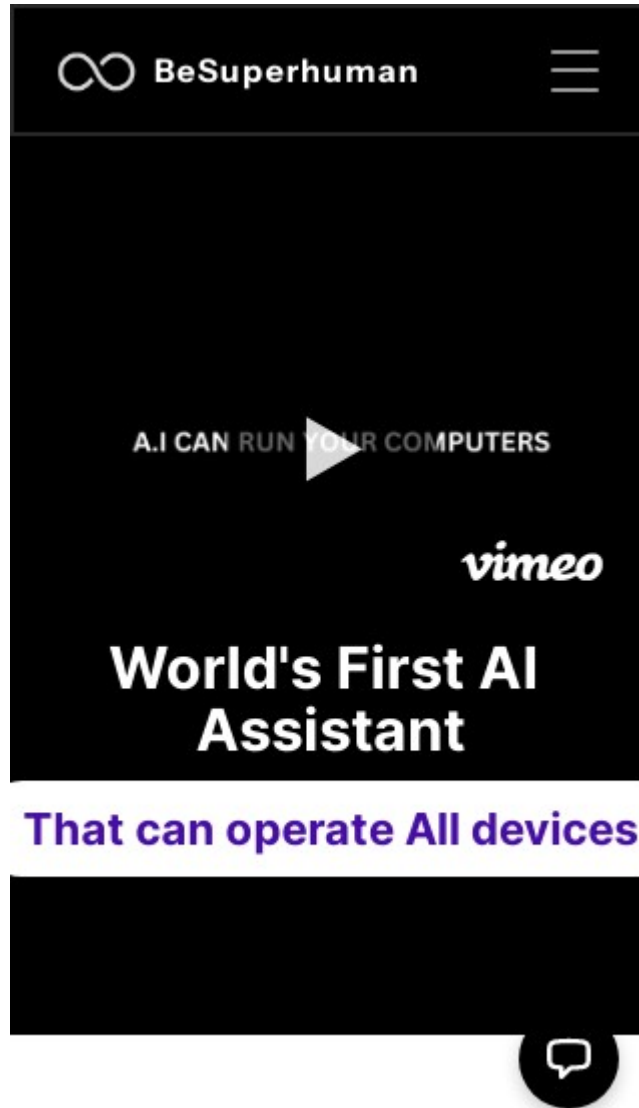 BeSuperhuman
A.I CAN RUN YOUR COMPUTERS
vimeo
World's First AI
Assistant
That can operate All devices